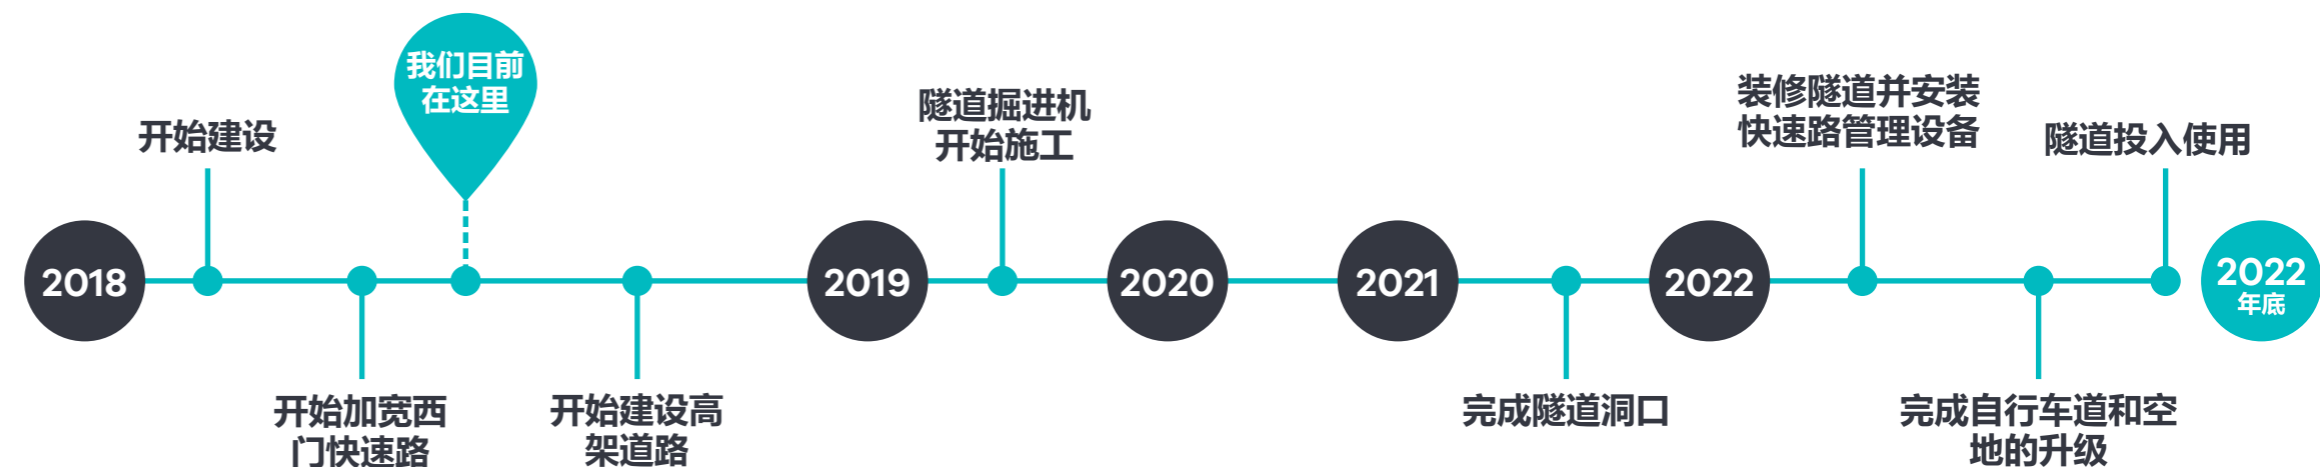 我们目前
在这里
开始建设
隧道掘进机
开始施工
装修隧道并安装
快速路管理设备
隧道投入使用
2018
2019
2020
2021
2022
2022
年底
开始加宽西
门快速路
开始建设高
架道路
完成隧道洞口
完成自行车道和空
地的升级